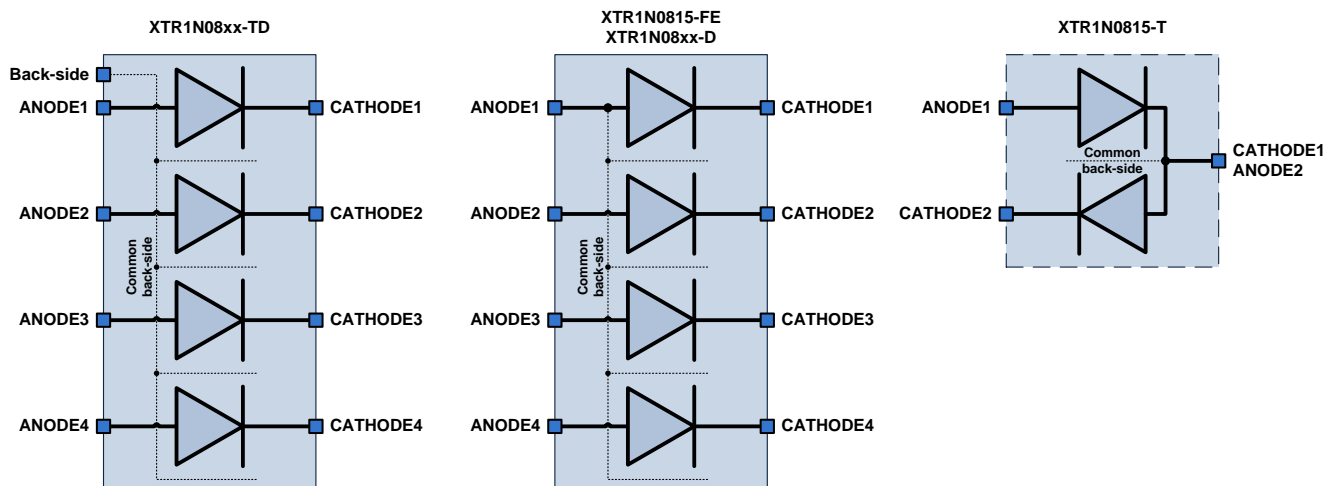 XTR1N08xx-TD
Back-side
ANODE1
CATHODE1
ANODE2
CATHODE2
Common
back-side
ANODE3
CATHODE3
ANODE4
CATHODE4
XTR1N0815-FE
XTR1N08xx-D
ANODE1
CATHODE1
ANODE2
CATHODE2
Common
back-side
ANODE3
CATHODE3
ANODE4
CATHODE4
XTR1N0815-T
ANODE1
Common
back-side
CATHODE1
ANODE2
CATHODE2